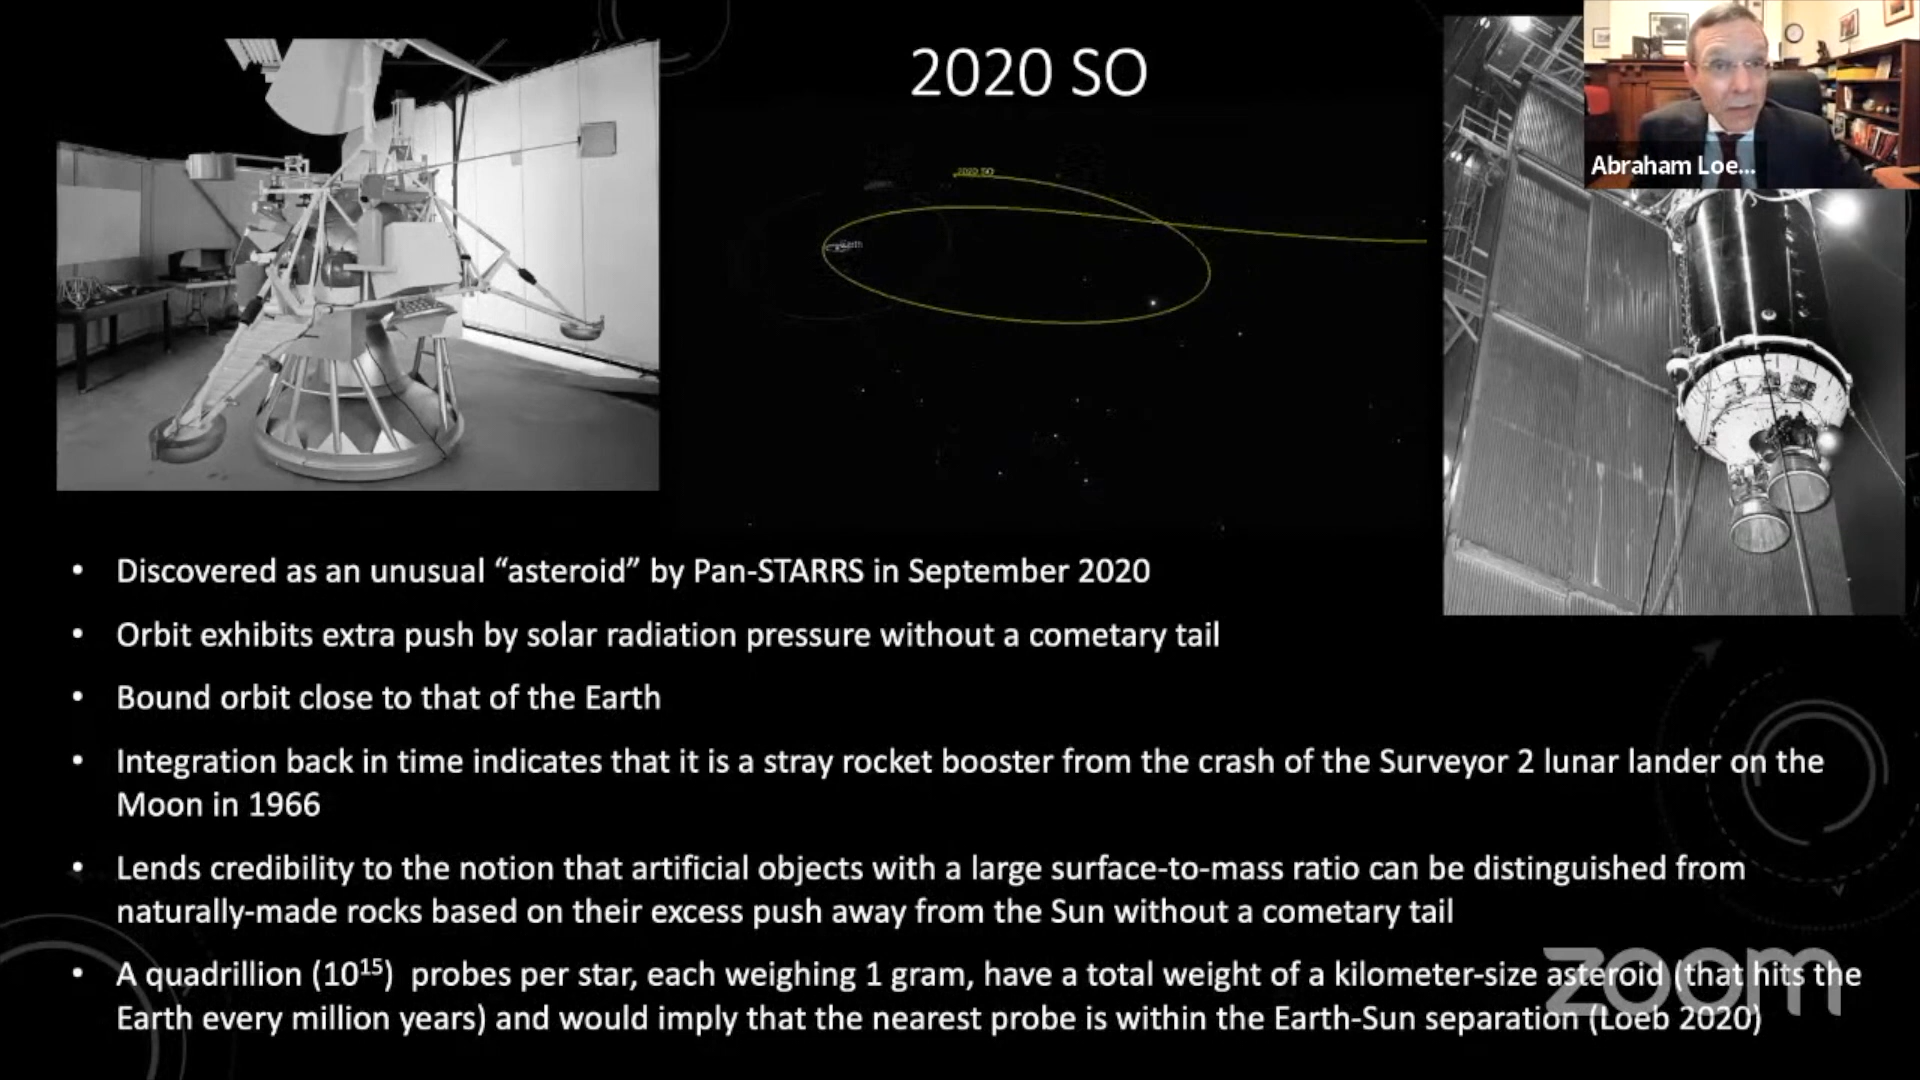 2020 SO
Abraham Loe...
2020 SO
Earth
• Discovered as an unusual “asteroid” by Pan-STARRS in September 2020
• Orbit exhibits extra push by solar radiation pressure without a cometary tail
• Bound orbit close to that of the Earth
• Integration back in time indicates that it is a stray rocket booster from the crash of the Surveyor 2 lunar lander on the
Moon in 1966
• Lends credibility to the notion that artificial objects with a large surface-to-mass ratio can be distinguished from
naturally-made rocks based on their excess push away from the Sun without a cometary tail
• A quadrillion (10¹⁵) probes per star, each weighing 1 gram, have a total weight of a kilometer-size asteroid (that hits the
Earth every million years) and would imply that the nearest probe is within the Earth-Sun separation (Loeb 2020)
zoom